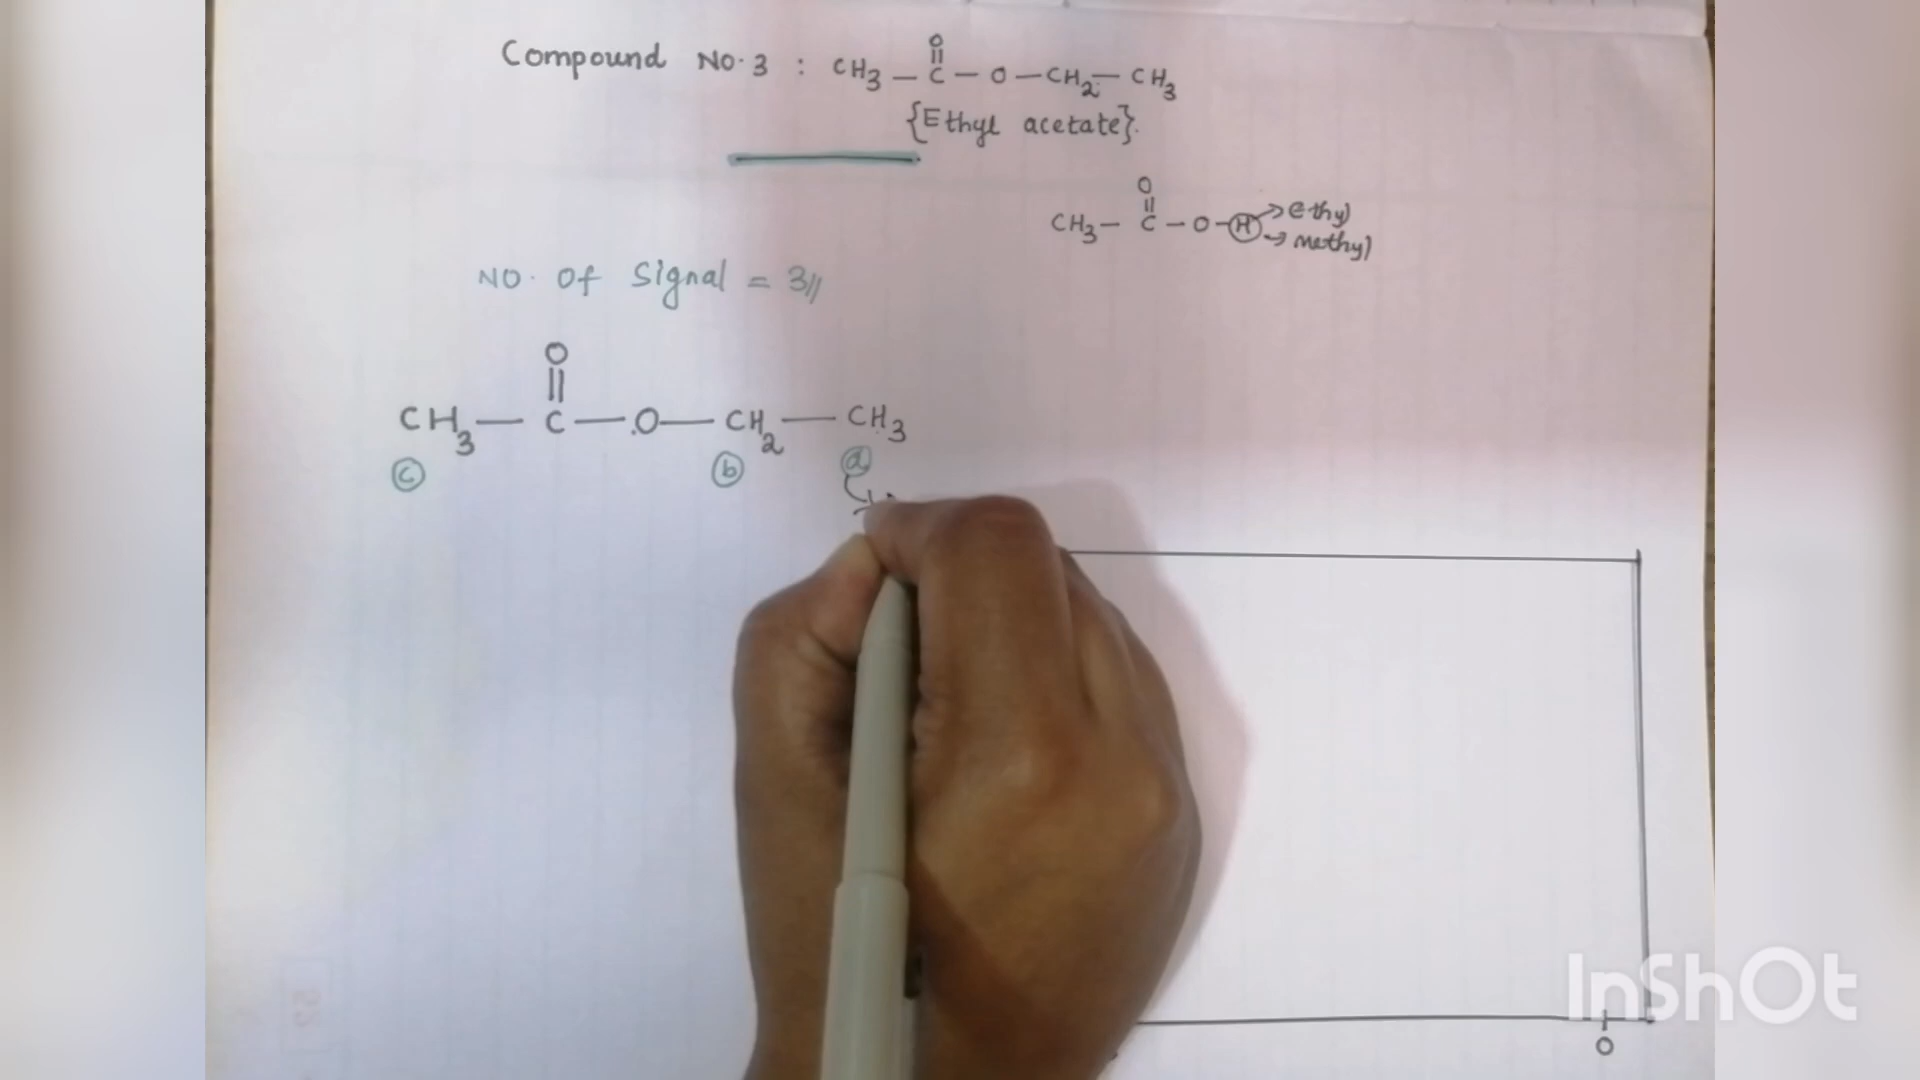 Compound No. 3 : CH3 — C — O — CH2 — CH3
O
{Ethyl acetate}.
O
CH3 — C — O — H → ethyl
→ methyl
NO. Of Signal = 3//
O
CH3 — C — O — CH2 — CH3
c b a
0
InShOt